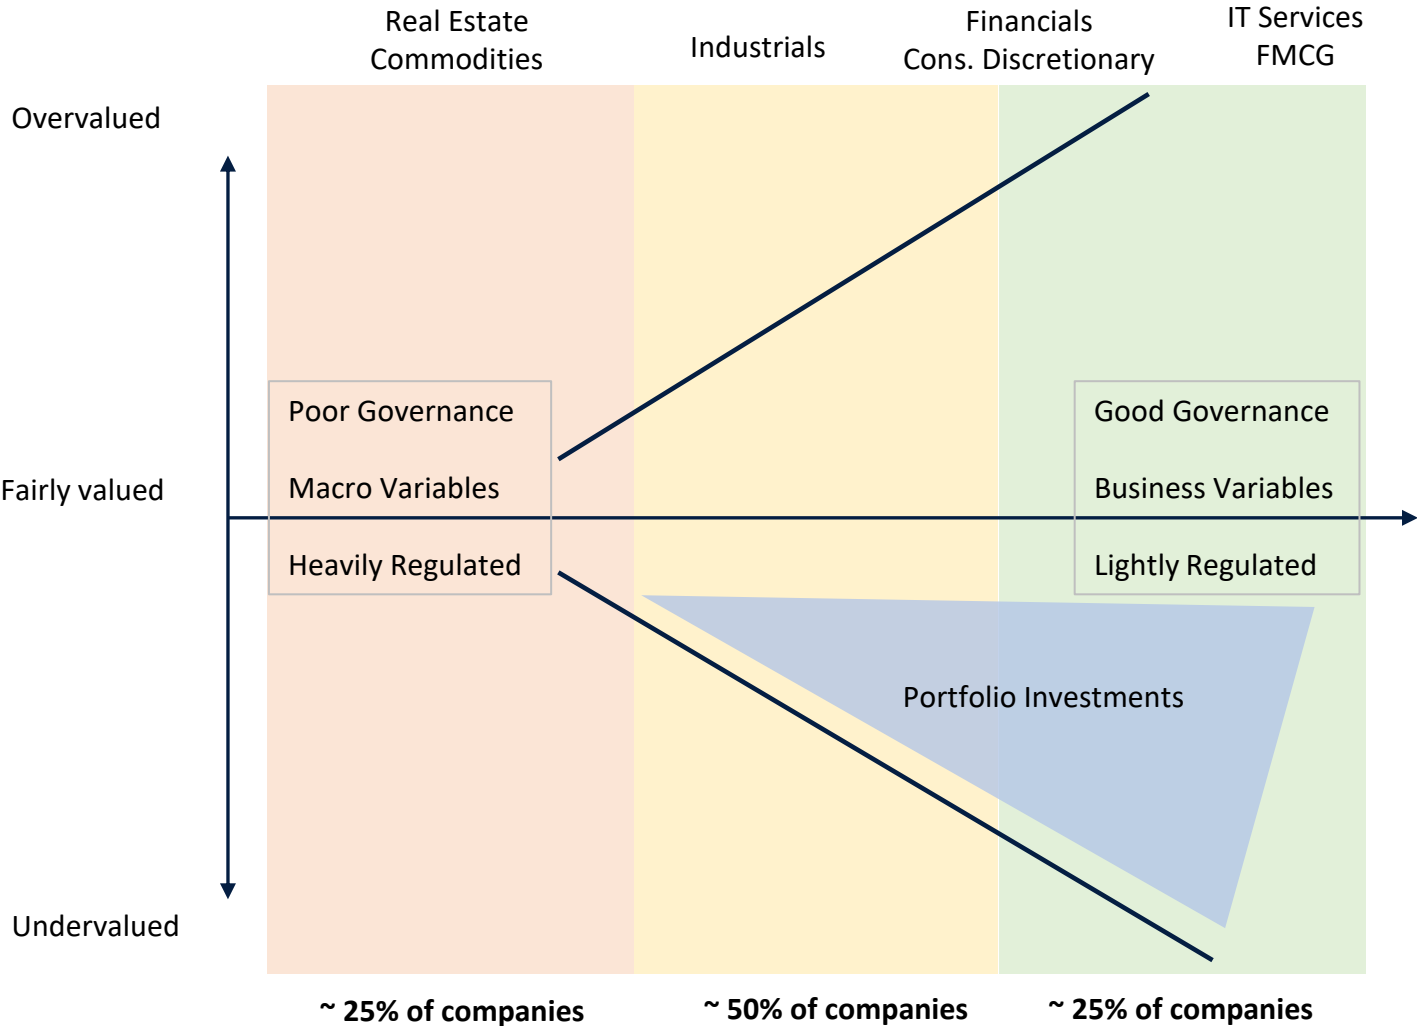 Real Estate
Commodities
Industrials
Financials
Cons. Discretionary
IT Services
FMCG
Overvalued
Fairly valued
Undervalued
Poor Governance
Macro Variables
Heavily Regulated
Good Governance
Business Variables
Lightly Regulated
Portfolio Investments
~ 25% of companies
~ 50% of companies
~ 25% of companies